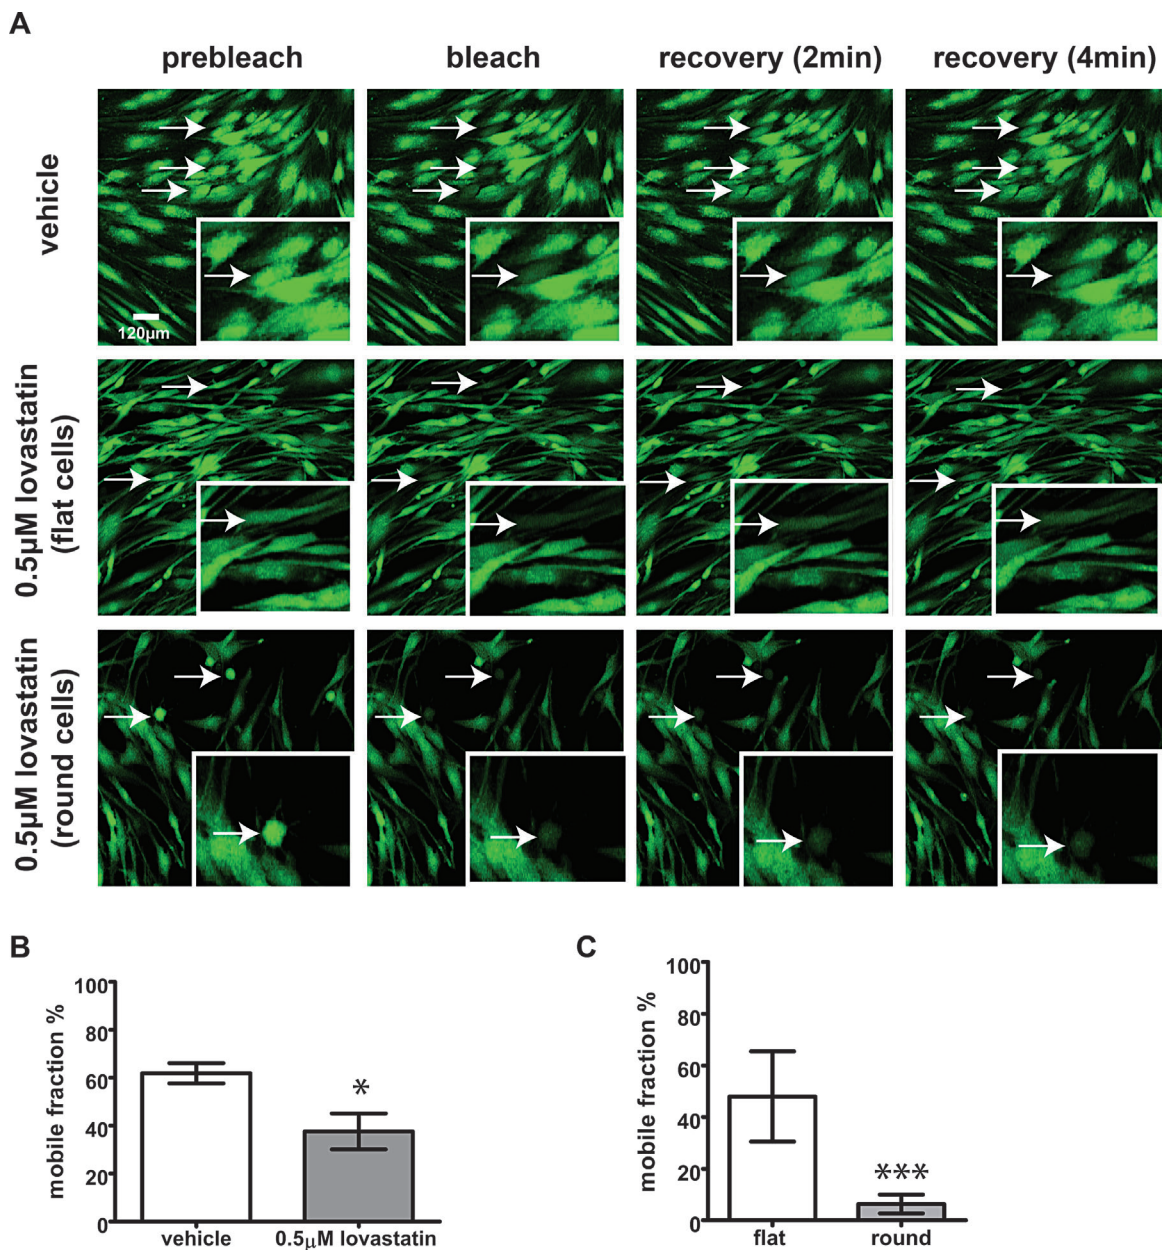 A
prebleach
bleach
recovery (2min)
recovery (4min)
vehicle
120µm
0.5µM lovastatin
(flat cells)
0.5µM lovastatin
(round cells)
B
mobile fraction %
100
80
60
40
20
0
*
vehicle
0.5µM lovastatin
C
mobile fraction %
100
80
60
40
20
0
***
flat
round